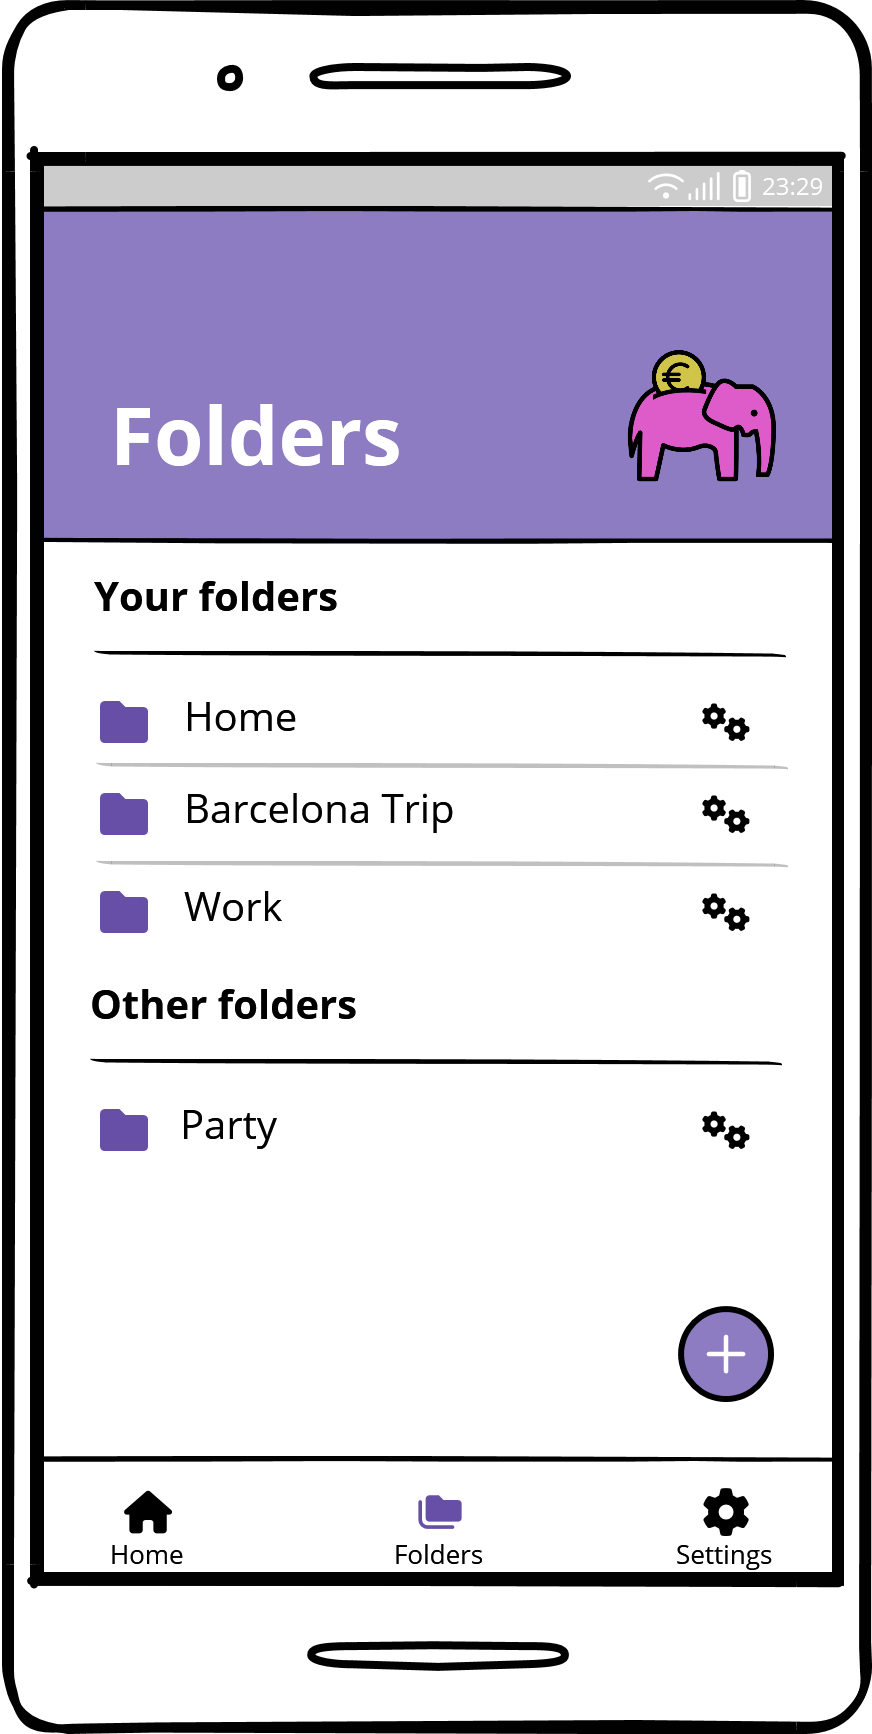 23:29
€
Folders
Your folders
Home
Barcelona Trip
Work
Other folders
Party
Home Folders Settings